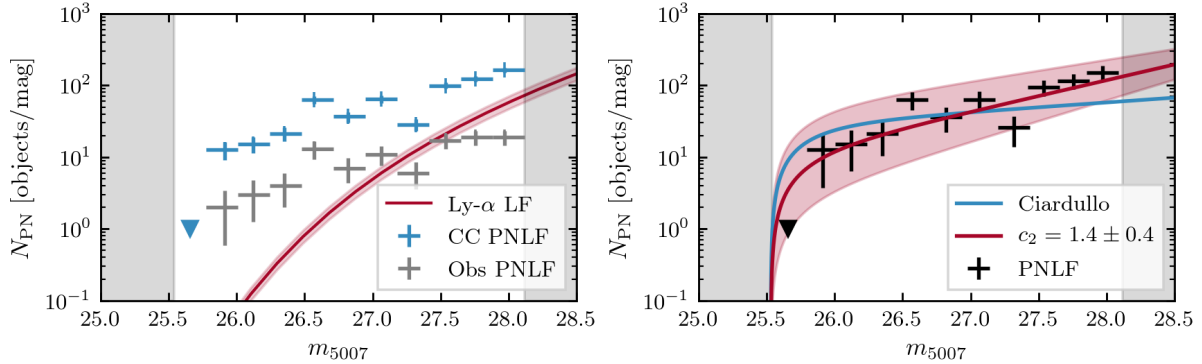 10³
10²
10¹
10⁰
10⁻¹
N_PN [objects/mag]
25.0 25.5 26.0 26.5 27.0 27.5 28.0 28.5
m₅₀₀₇
Ly-α LF
CC PNLF
Obs PNLF
10³
10²
10¹
10⁰
10⁻¹
N_PN [objects/mag]
25.0 25.5 26.0 26.5 27.0 27.5 28.0 28.5
m₅₀₀₇
Ciardullo
c₂ = 1.4 ± 0.4
PNLF